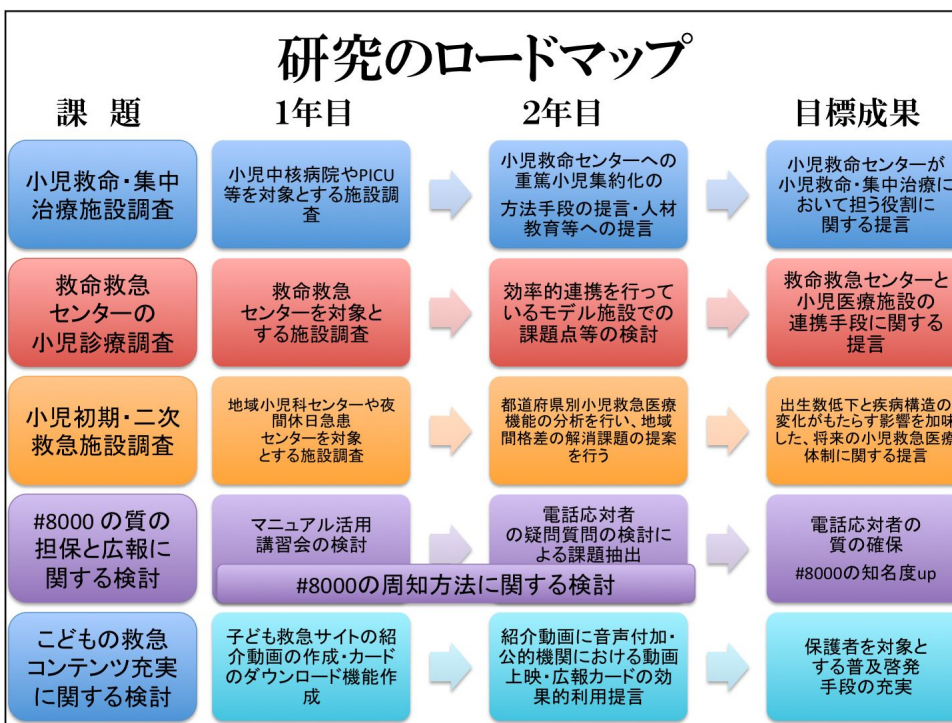 研究のロードマップ
課 題
1年目
2年目
目標成果
小児救命・集中
治療施設調査
小児中核病院やPICU
等を対象とする施設調
査
小児救命センターへの
重篤小児集約化の
方法手段の提言・人材
教育等への提言
小児救命センターが
小児救命・集中治療に
おいて担う役割に
関する提言
救命救急
センターの
小児診療調査
救命救急
センターを対象と
する施設調査
効率的連携を行って
いるモデル施設での
課題点等の検討
救命救急センターと
小児医療施設の
連携手段に関する
提言
小児初期・二次
救急施設調査
地域小児科センターや夜
間休日急患
センターを対象
とする施設調査
都道府県別小児救急医療
機能の分析を行い、地域
間格差の解消課題の提案
を行う
出生数低下と疾病構造の
変化がもたらす影響を加味
した、将来の小児救急医療
体制に関する提言
#8000 の質の
担保と広報に
関する検討
マニュアル活用
講習会の検討
電話応対者
の疑問質問の検討に
よる課題抽出
電話応対者の
質の確保
#8000の知名度up
#8000の周知方法に関する検討
こどもの救急
コンテンツ充実
に関する検討
子ども救急サイトの紹
介動画の作成・カード
のダウンロード機能作
成
紹介動画に音声付加・
公的機関における動画
上映・広報カードの効
果的利用提言
保護者を対象と
する普及啓発
手段の充実